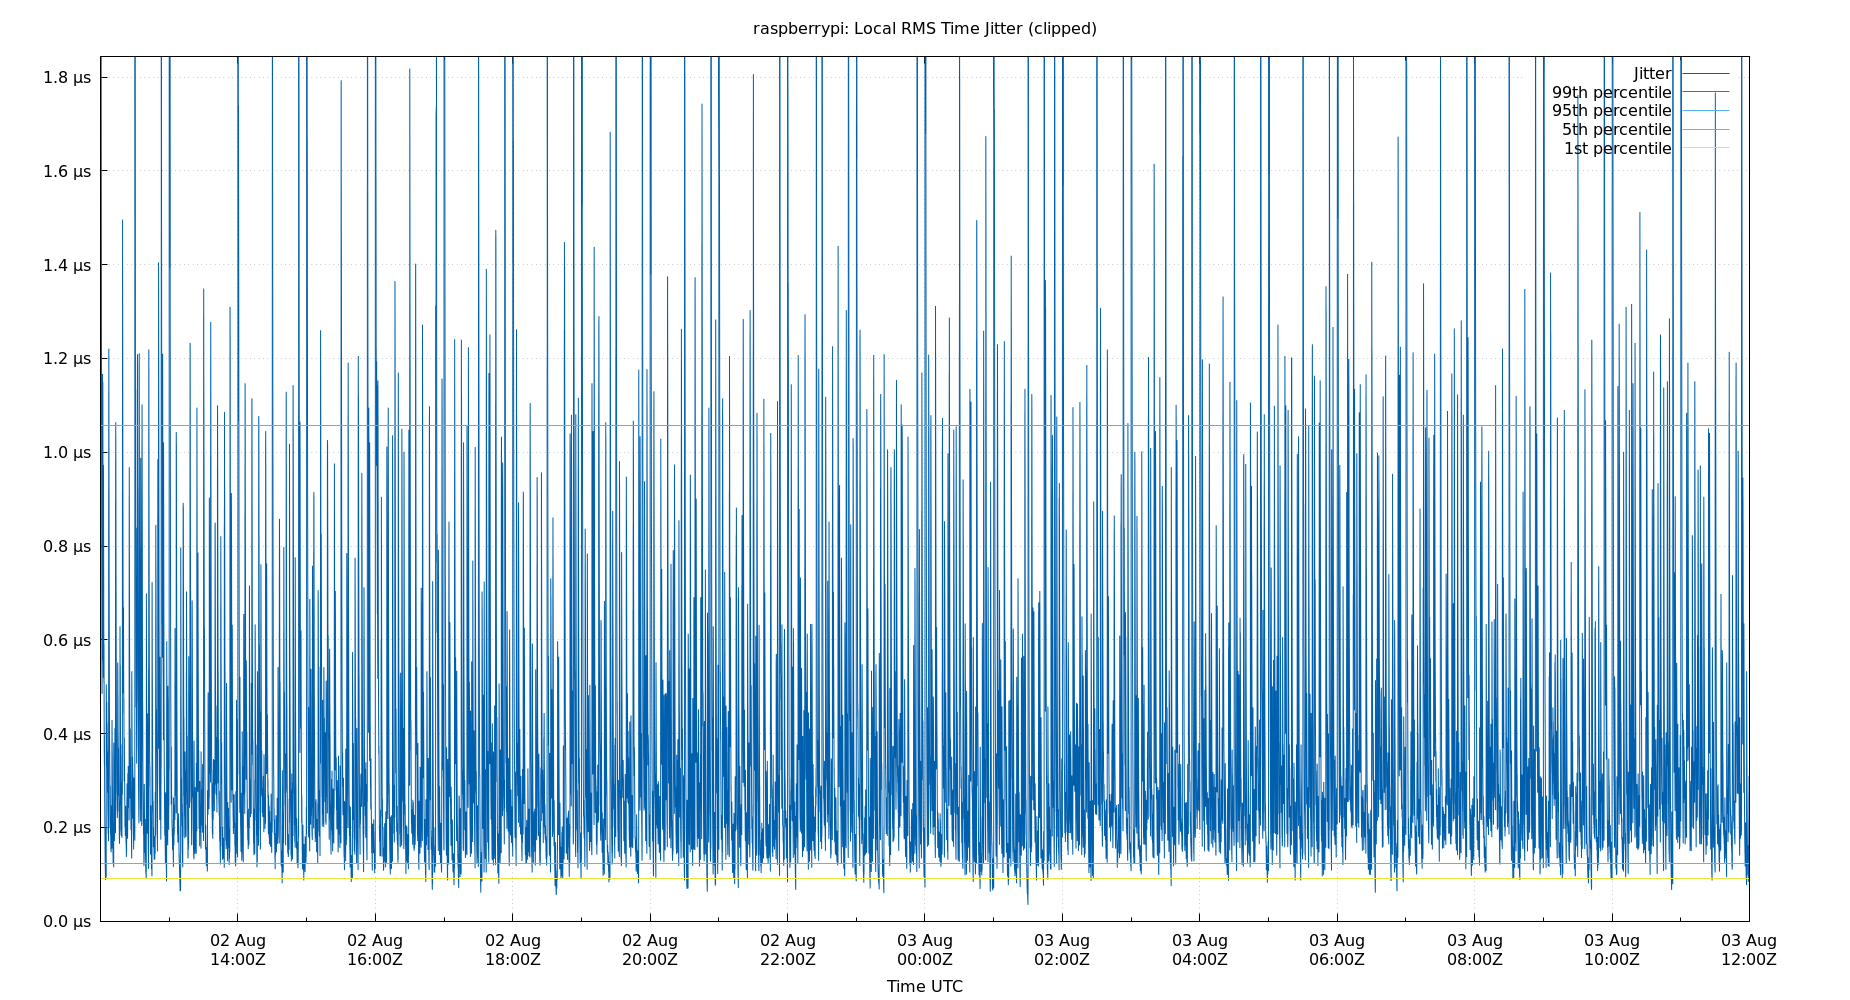 raspberrypi: Local RMS Time Jitter (clipped)
1.8 µs
1.6 µs
1.4 µs
1.2 µs
1.0 µs
0.8 µs
0.6 µs
0.4 µs
0.2 µs
0.0 µs
Jitter
99th percentile
95th percentile
5th percentile
1st percentile
02 Aug
14:00Z
02 Aug
16:00Z
02 Aug
18:00Z
02 Aug
20:00Z
02 Aug
22:00Z
03 Aug
00:00Z
03 Aug
02:00Z
03 Aug
04:00Z
03 Aug
06:00Z
03 Aug
08:00Z
03 Aug
10:00Z
03 Aug
12:00Z
Time UTC